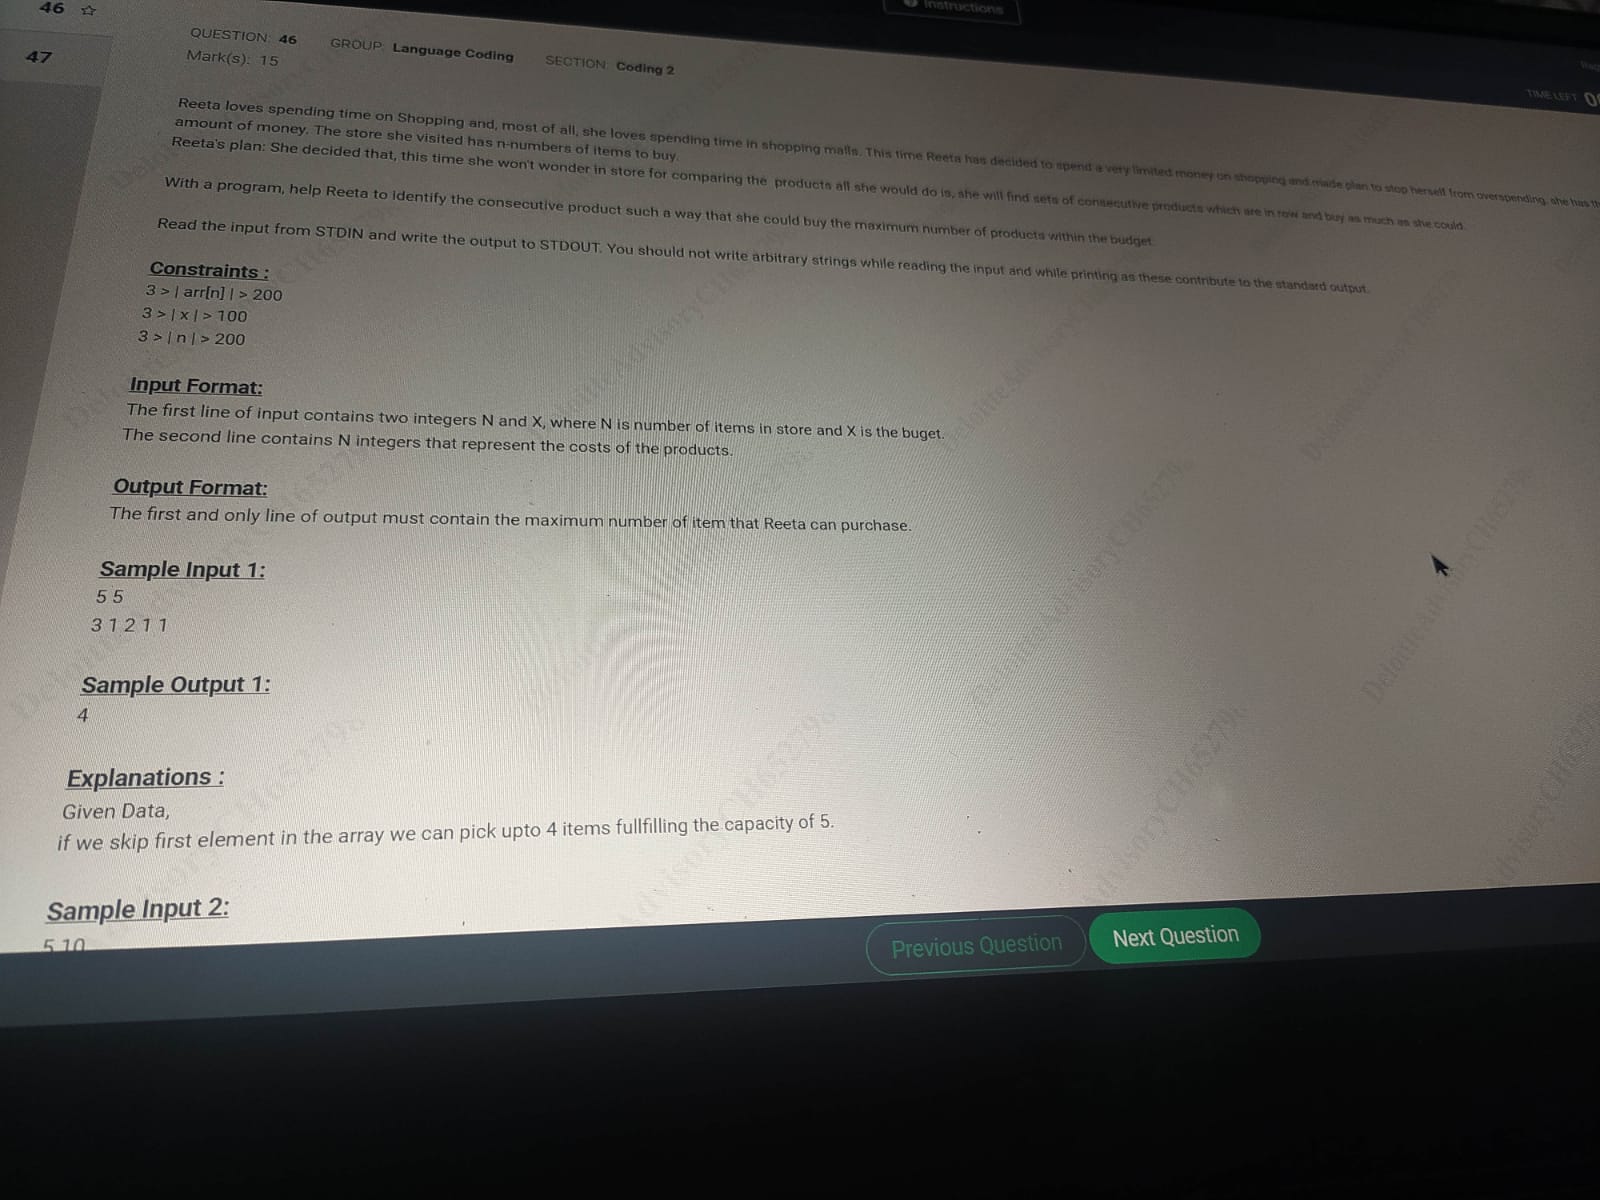 46 ☆
47
Instructions
QUESTION: 46 GROUP: Language Coding SECTION: Coding 2
Mark(s): 15
TIME LEFT
Reeta loves spending time on Shopping and, most of all, she loves spending time in shopping malls. This time Reeta has decided to spend a very limited money on shopping and made plan to stop herself from overspending, she has
amount of money. The store she visited has n-numbers of items to buy.
Reeta's plan: She decided that, this time she won't wonder in store for comparing the products all she would do is, she will find sets of consecutive products which are in row and buy as much as she could.
With a program, help Reeta to identify the consecutive product such a way that she could buy the maximum number of products within the budget.
Read the input from STDIN and write the output to STDOUT. You should not write arbitrary strings while reading the input and while printing as these contribute to the standard output.
Constraints :
3 > | arr[n] | > 200
3 > | x | > 100
3 > | n | > 200
Input Format:
The first line of input contains two integers N and X, where N is number of items in store and X is the buget.
The second line contains N integers that represent the costs of the products.
Output Format:
The first and only line of output must contain the maximum number of item that Reeta can purchase.
Sample Input 1:
5 5
3 1 2 1 1
Sample Output 1:
4
Explanations :
Given Data,
if we skip first element in the array we can pick upto 4 items fullfilling the capacity of 5.
Sample Input 2:
5 10
Previous Question Next Question